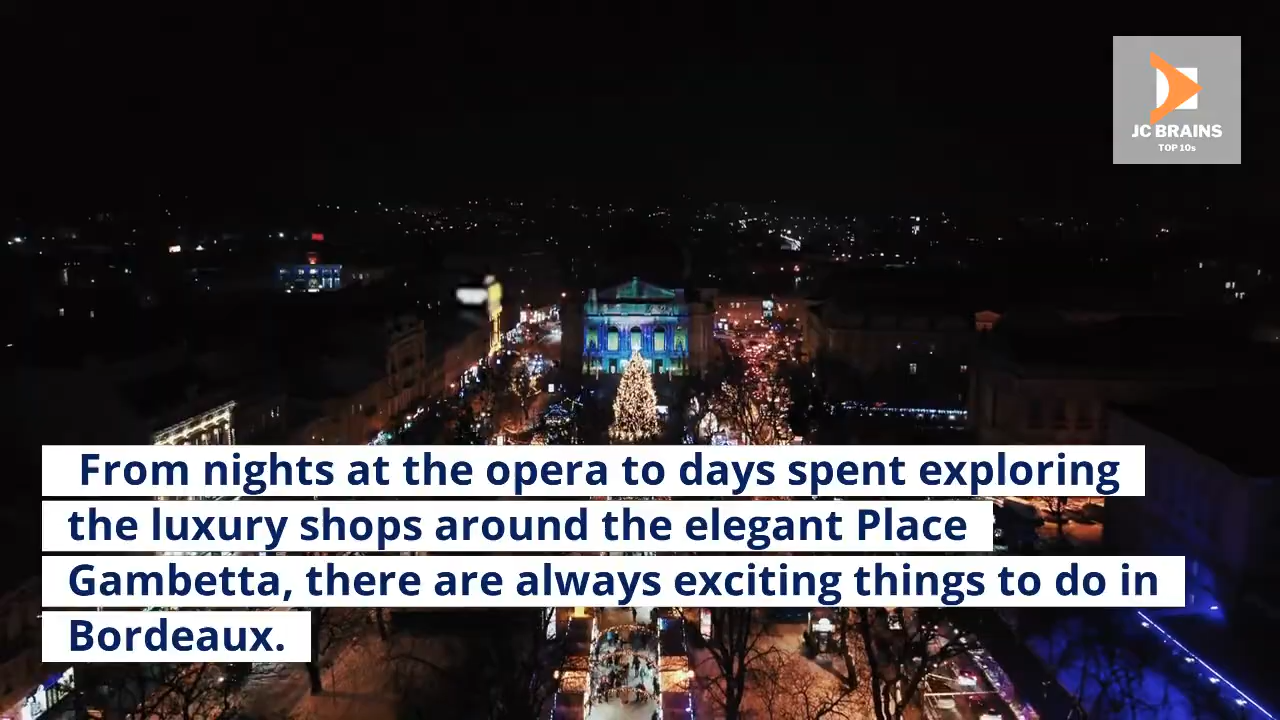 JC BRAINS
TOP 10s
From nights at the opera to days spent exploring
the luxury shops around the elegant Place
Gambetta, there are always exciting things to do in
Bordeaux.